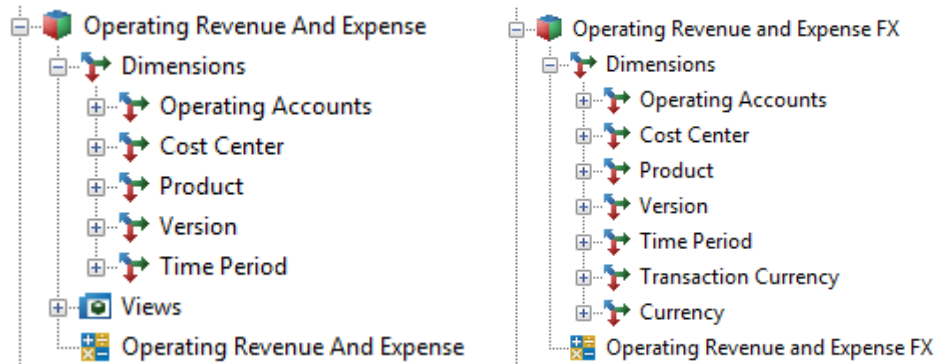 Operating Revenue And Expense
Dimensions
Operating Accounts
Cost Center
Product
Version
Time Period
Views
Operating Revenue And Expense
Operating Revenue and Expense FX
Dimensions
Operating Accounts
Cost Center
Product
Version
Time Period
Transaction Currency
Currency
Operating Revenue and Expense FX